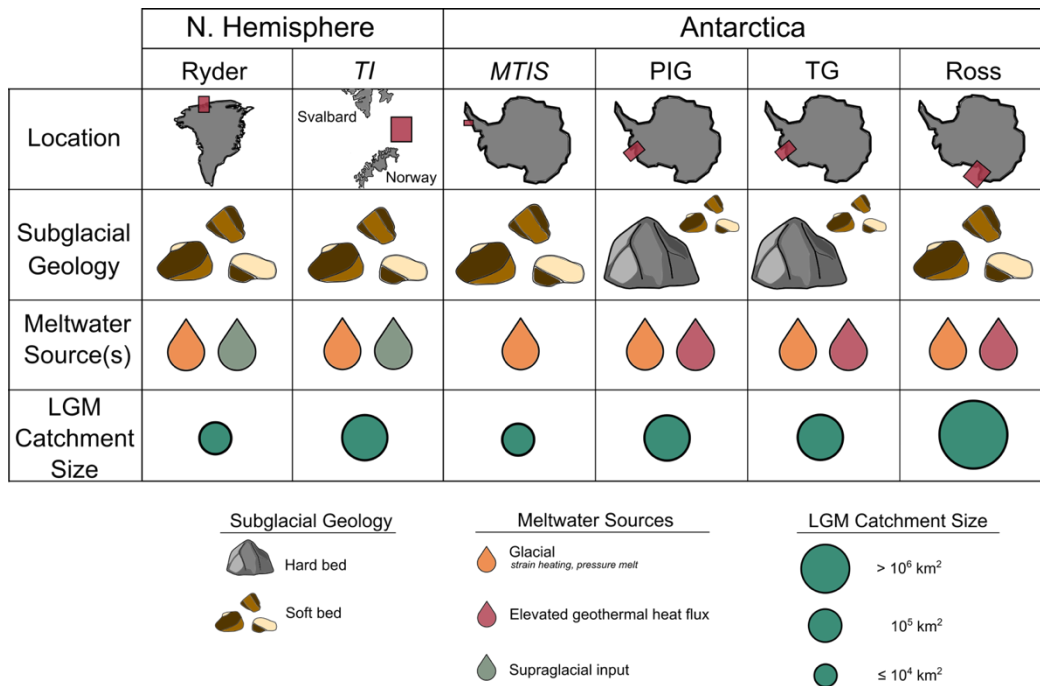 N. Hemisphere
Antarctica
Ryder
TI
MTIS
PIG
TG
Ross
Location
Svalbard
Norway
Subglacial
Geology
Meltwater
Source(s)
LGM
Catchment
Size
Subglacial Geology
Hard bed
Soft bed
Meltwater Sources
Glacial
strain heating, pressure melt
Elevated geothermal heat flux
Supraglacial input
LGM Catchment Size
> 10⁶ km²
10⁵ km²
≤ 10⁴ km²